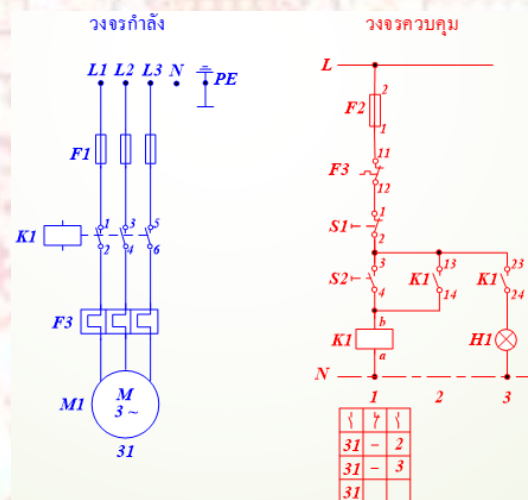 วงจรกำลัง
วงจรควบคุม
L1 L2 L3 N PE
F1
K1 1 3 5
2 4 6
F3
M1 M
3 ~
31
L
F2 2
1
F3 11
12
S1 1
2
S2 3 K1 13 K1 23
4 14 24
K1 b H1
a
N
1 2 3
31 - 2
31 - 3
31